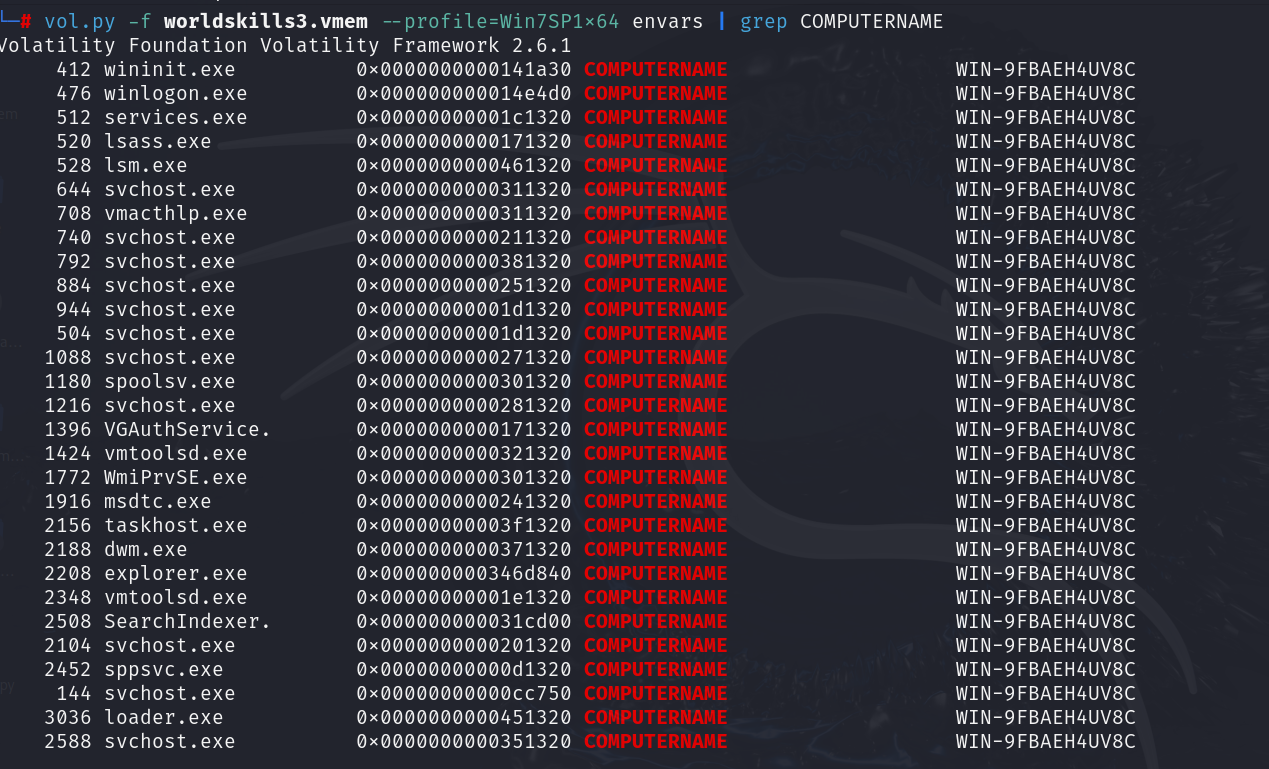 └─# vol.py -f worldskills3.vmem --profile=Win7SP1×64 envars | grep COMPUTERNAME
Volatility Foundation Volatility Framework 2.6.1
412 wininit.exe 0×0000000000141a30 COMPUTERNAME WIN-9FBAEH4UV8C
476 winlogon.exe 0×000000000014e4d0 COMPUTERNAME WIN-9FBAEH4UV8C
512 services.exe 0×00000000001c1320 COMPUTERNAME WIN-9FBAEH4UV8C
520 lsass.exe 0×0000000000171320 COMPUTERNAME WIN-9FBAEH4UV8C
528 lsm.exe 0×0000000000461320 COMPUTERNAME WIN-9FBAEH4UV8C
644 svchost.exe 0×0000000000311320 COMPUTERNAME WIN-9FBAEH4UV8C
708 vmacthlp.exe 0×0000000000311320 COMPUTERNAME WIN-9FBAEH4UV8C
740 svchost.exe 0×0000000000211320 COMPUTERNAME WIN-9FBAEH4UV8C
792 svchost.exe 0×0000000000381320 COMPUTERNAME WIN-9FBAEH4UV8C
884 svchost.exe 0×0000000000251320 COMPUTERNAME WIN-9FBAEH4UV8C
944 svchost.exe 0×00000000001d1320 COMPUTERNAME WIN-9FBAEH4UV8C
504 svchost.exe 0×00000000001d1320 COMPUTERNAME WIN-9FBAEH4UV8C
1088 svchost.exe 0×0000000000271320 COMPUTERNAME WIN-9FBAEH4UV8C
1180 spoolsv.exe 0×0000000000301320 COMPUTERNAME WIN-9FBAEH4UV8C
1216 svchost.exe 0×0000000000281320 COMPUTERNAME WIN-9FBAEH4UV8C
1396 VGAuthService. 0×0000000000171320 COMPUTERNAME WIN-9FBAEH4UV8C
1424 vmtoolsd.exe 0×0000000000321320 COMPUTERNAME WIN-9FBAEH4UV8C
1772 WmiPrvSE.exe 0×0000000000301320 COMPUTERNAME WIN-9FBAEH4UV8C
1916 msdtc.exe 0×0000000000241320 COMPUTERNAME WIN-9FBAEH4UV8C
2156 taskhost.exe 0×00000000003f1320 COMPUTERNAME WIN-9FBAEH4UV8C
2188 dwm.exe 0×0000000000371320 COMPUTERNAME WIN-9FBAEH4UV8C
2208 explorer.exe 0×000000000346d840 COMPUTERNAME WIN-9FBAEH4UV8C
2348 vmtoolsd.exe 0×00000000001e1320 COMPUTERNAME WIN-9FBAEH4UV8C
2508 SearchIndexer. 0×000000000031cd00 COMPUTERNAME WIN-9FBAEH4UV8C
2104 svchost.exe 0×0000000000201320 COMPUTERNAME WIN-9FBAEH4UV8C
2452 sppsvc.exe 0×00000000000d1320 COMPUTERNAME WIN-9FBAEH4UV8C
144 svchost.exe 0×00000000000cc750 COMPUTERNAME WIN-9FBAEH4UV8C
3036 loader.exe 0×0000000000451320 COMPUTERNAME WIN-9FBAEH4UV8C
2588 svchost.exe 0×0000000000351320 COMPUTERNAME WIN-9FBAEH4UV8C